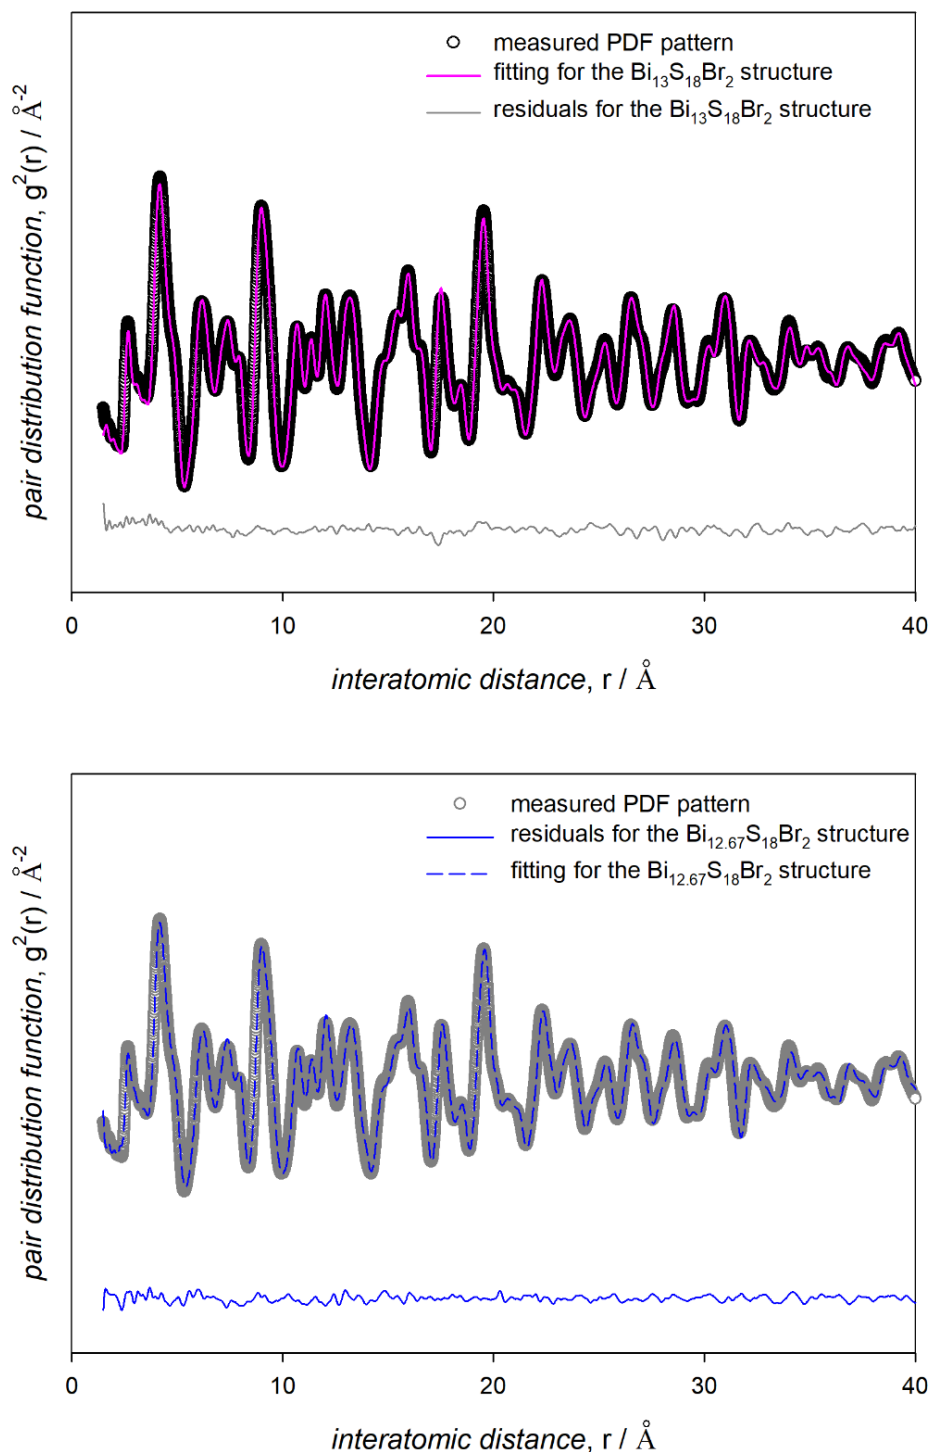 measured PDF pattern
fitting for the Bi₁₃S₁₈Br₂ structure
residuals for the Bi₁₃S₁₈Br₂ structure
pair distribution function, g²(r) / Å⁻²
0 10 20 30 40
interatomic distance, r / Å
measured PDF pattern
residuals for the Bi₁₂.₆₇S₁₈Br₂ structure
fitting for the Bi₁₂.₆₇S₁₈Br₂ structure
pair distribution function, g²(r) / Å⁻²
0 10 20 30 40
interatomic distance, r / Å